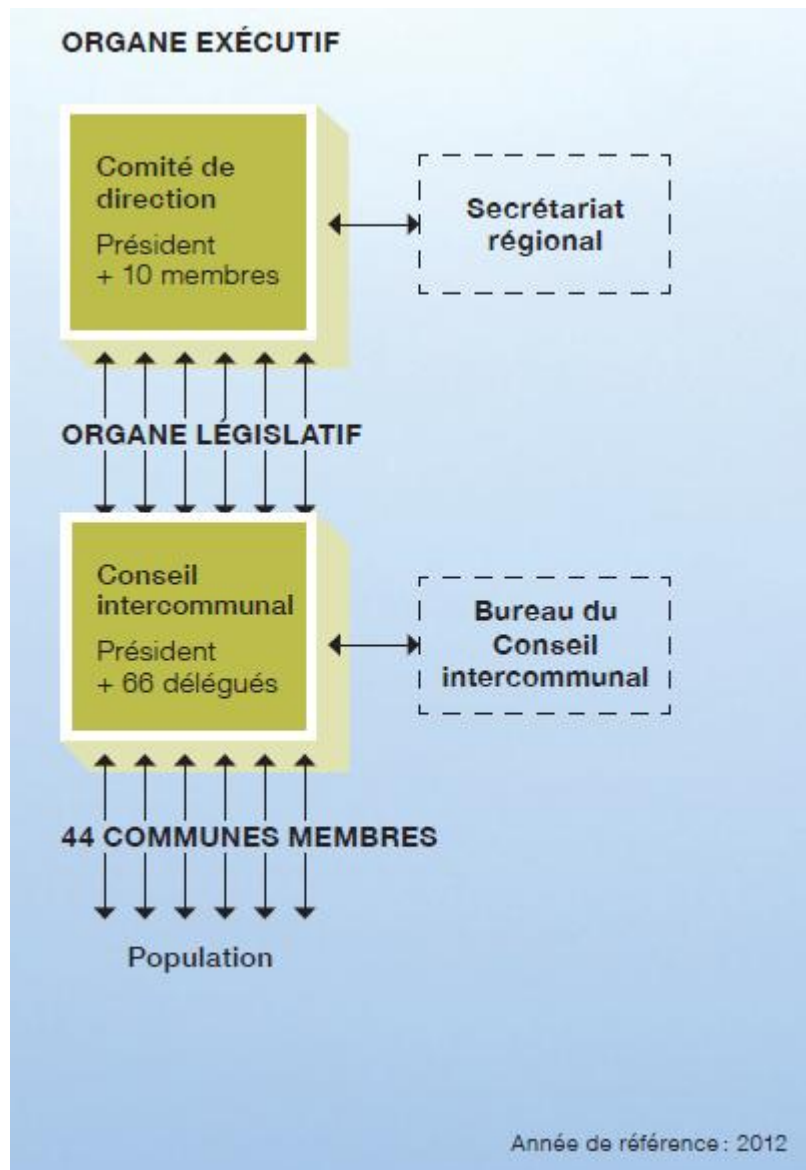 ORGANE EXÉCUTIF
Comité de
direction
Président
+ 10 membres
Secrétariat
régional
ORGANE LÉGISLATIF
Conseil
intercommunal
Président
+ 66 délégués
Bureau du
Conseil
intercommunal
44 COMMUNES MEMBRES
Population
Année de référence : 2012